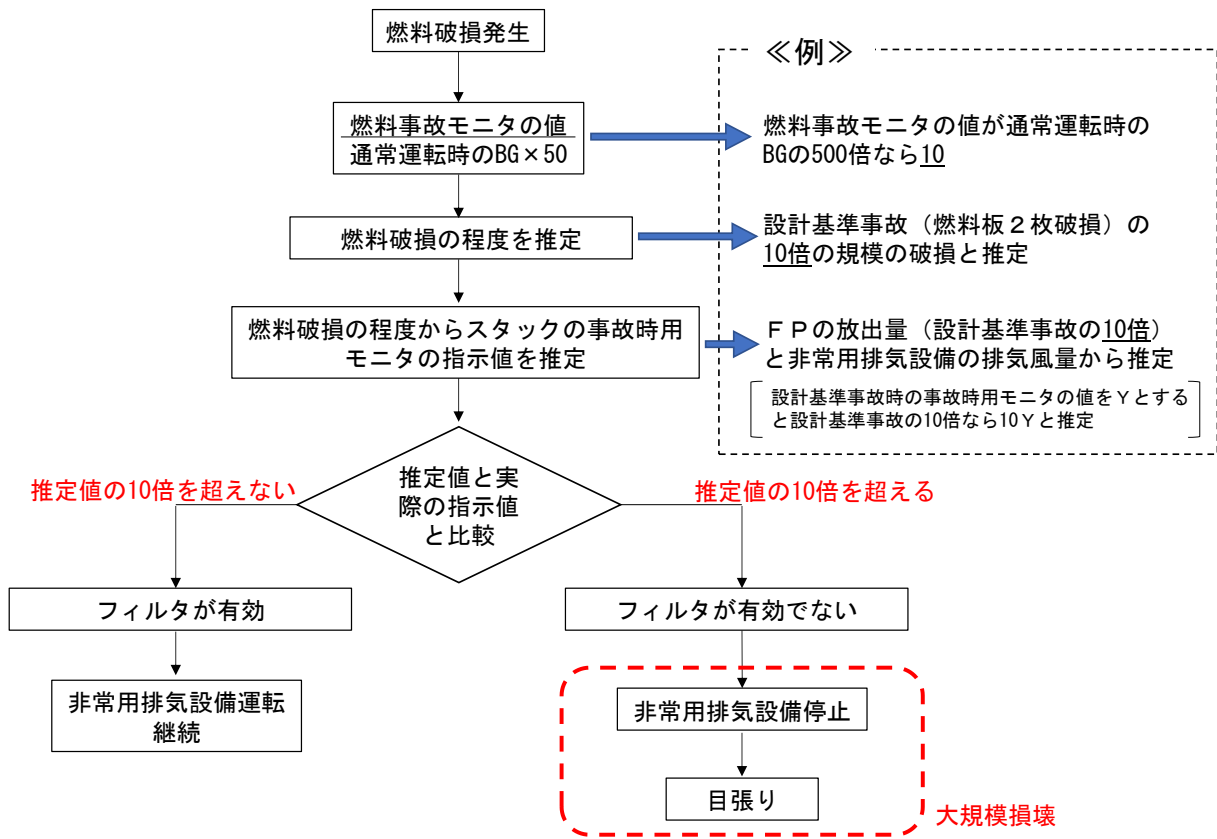 燃料破損発生
≪例≫
燃料事故モニタの値
通常運転時のBG×50
燃料事故モニタの値が通常運転時の
BGの500倍なら10
燃料破損の程度を推定
設計基準事故（燃料板２枚破損）の
10倍の規模の破損と推定
燃料破損の程度からスタックの事故時用
モニタの指示値を推定
ＦＰの放出量（設計基準事故の10倍）
と非常用排気設備の排気風量から推定
設計基準事故時の事故時用モニタの値をＹとする
と設計基準事故の10倍なら10Ｙと推定
推定値と実
際の指示値
と比較
推定値の10倍を超えない
推定値の10倍を超える
フィルタが有効
フィルタが有効でない
非常用排気設備運転
継続
非常用排気設備停止
目張り
大規模損壊